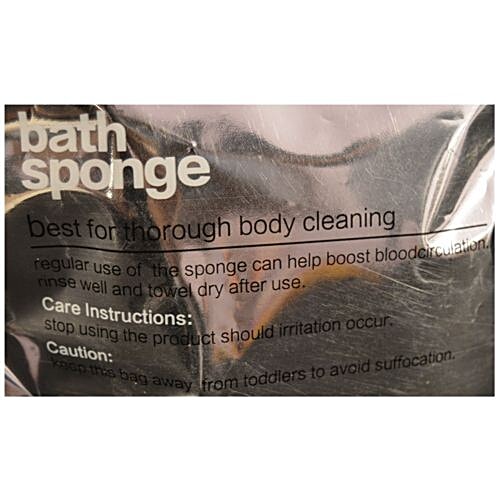 bath
sponge
best for thorough body cleaning
regular use of the sponge can help boost bloodcirculation.
rinse well and towel dry after use.
Care Instructions:
stop using the product should irritation occur.
Caution:
keep this bag away from toddlers to avoid suffocation.